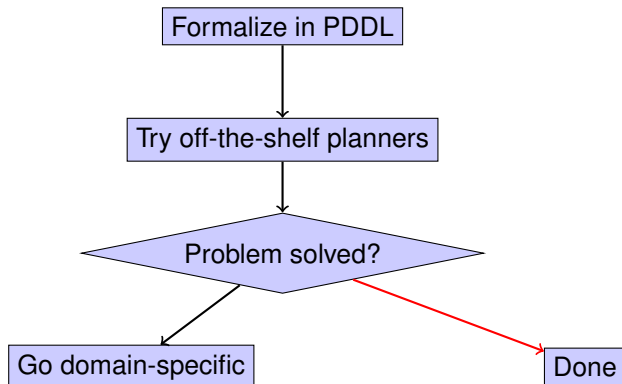 Formalize in PDDL
Try off-the-shelf planners
Problem solved?
Go domain-specific
Done